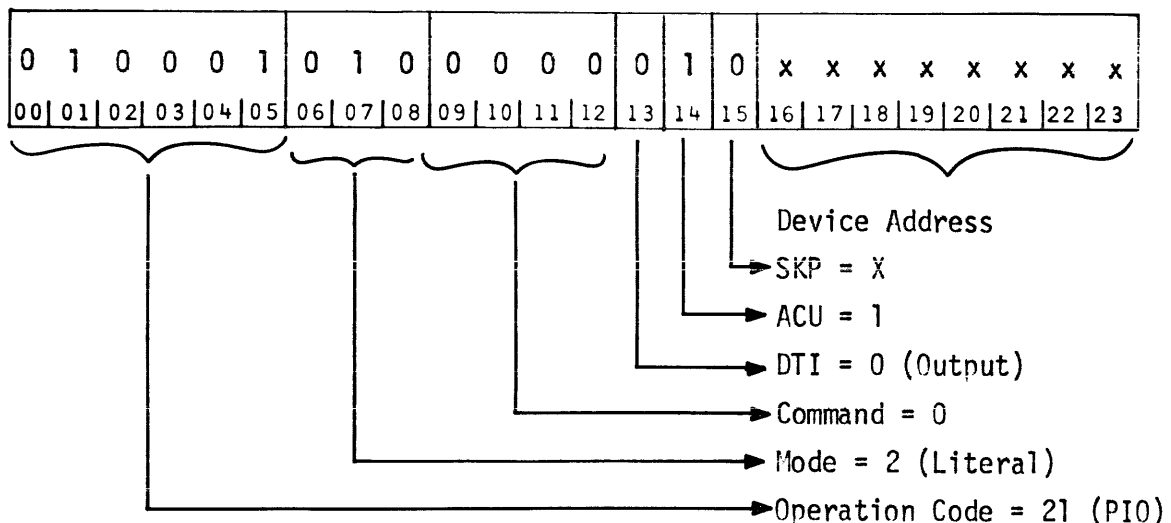 0 1 0 0 0 1 0 1 0 0 0 0 0 0 1 0 x x x x x x x x
00 01 02 03 04 05 06 07 08 09 10 11 12 13 14 15 16 17 18 19 20 21 22 23
Device Address
SKP = X
ACU = 1
DTI = 0 (Output)
Command = 0
Mode = 2 (Literal)
Operation Code = 21 (PIO)